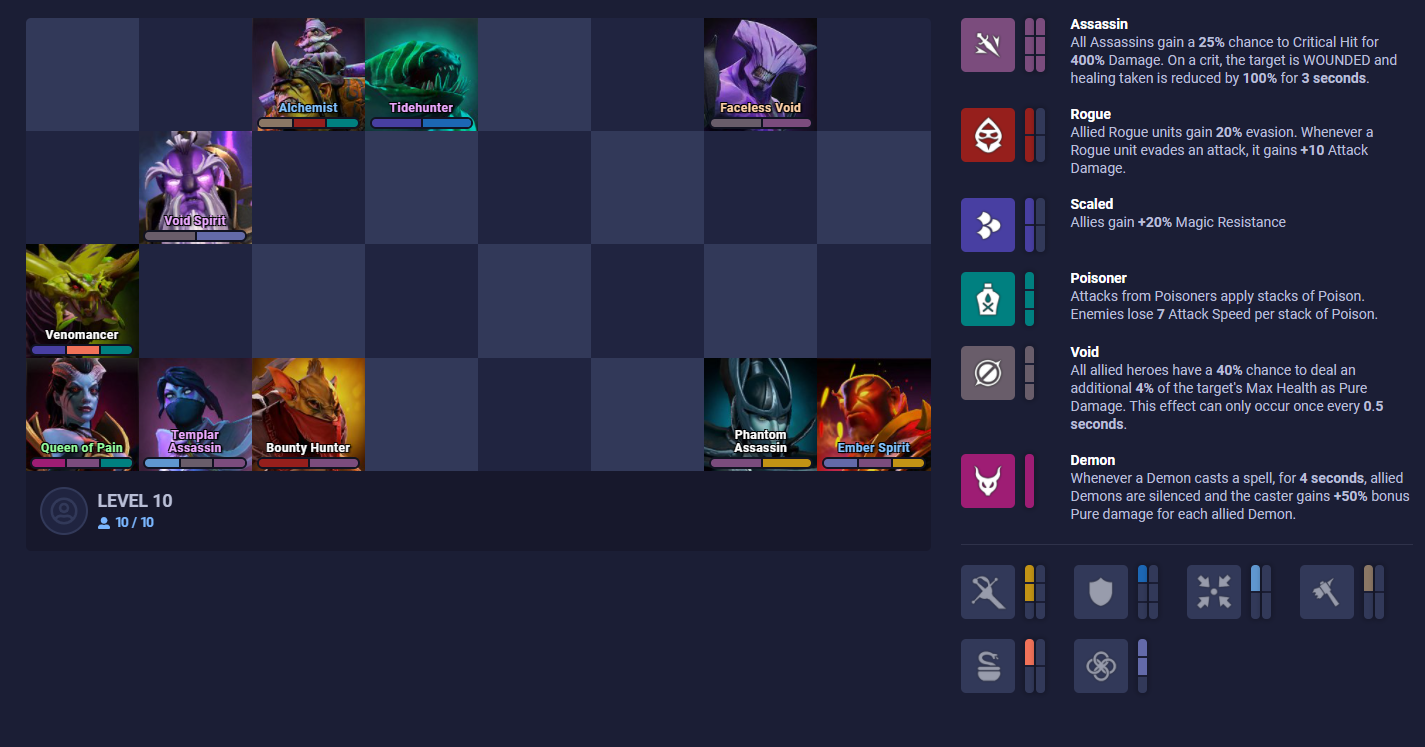 Alchemist
Tidehunter
Faceless Void
Void Spirit
Venomancer
Queen of Pain
Templar
Assassin
Bounty Hunter
Phantom
Assassin
Ember Spirit
LEVEL 10
10 / 10
Assassin
All Assassins gain a 25% chance to Critical Hit for
400% Damage. On a crit, the target is WOUNDED and
healing taken is reduced by 100% for 3 seconds.
Rogue
Allied Rogue units gain 20% evasion. Whenever a
Rogue unit evades an attack, it gains +10 Attack
Damage.
Scaled
Allies gain +20% Magic Resistance
Poisoner
Attacks from Poisoners apply stacks of Poison.
Enemies lose 7 Attack Speed per stack of Poison.
Void
All allied heroes have a 40% chance to deal an
additional 4% of the target's Max Health as Pure
Damage. This effect can only occur once every 0.5
seconds.
Demon
Whenever a Demon casts a spell, for 4 seconds, allied
Demons are silenced and the caster gains +50% bonus
Pure damage for each allied Demon.